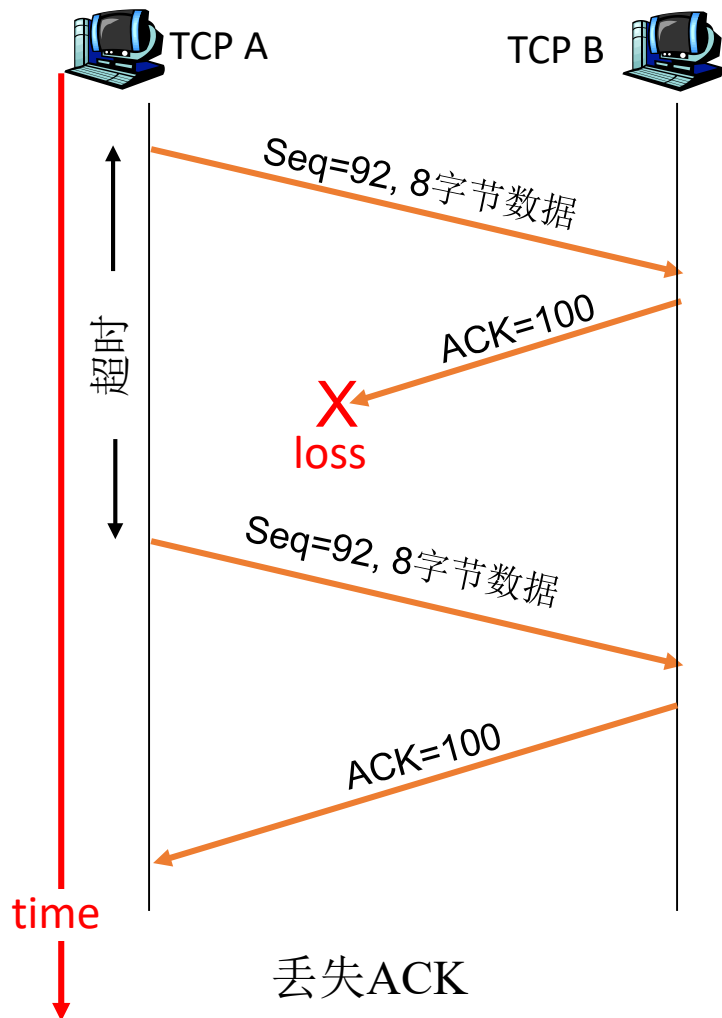 TCP A
TCP B
Seq=92, 8字节数据
超时
ACK=100
X
loss
Seq=92, 8字节数据
ACK=100
time
丢失ACK